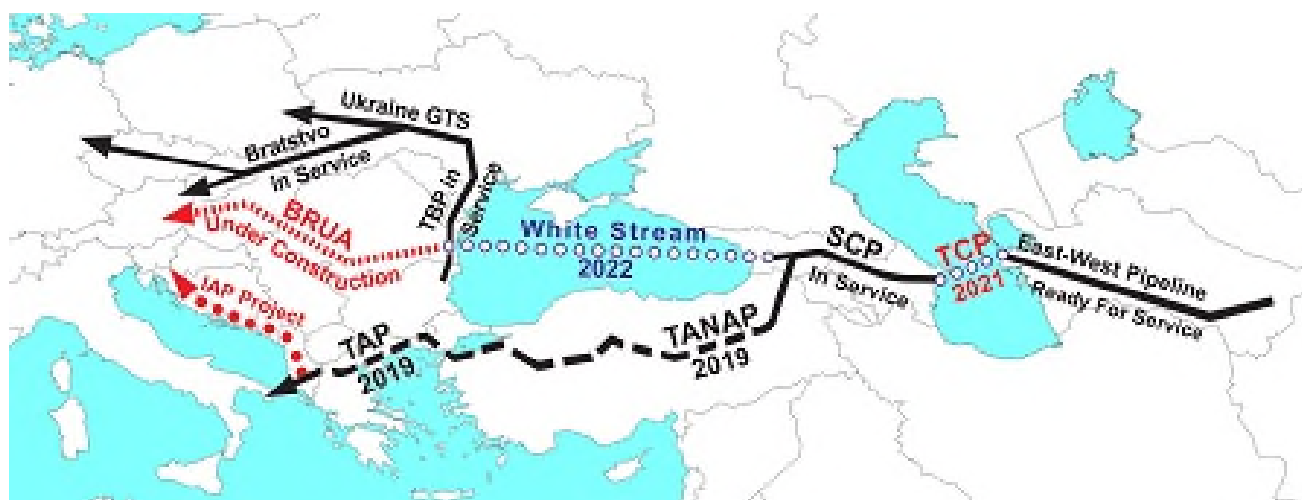 Ukraine GTS
Bratstvo
In Service
TBP in
Service
BRUA
Under Construction
White Stream
2022
SCP
In Service
TCP
2021
East-West Pipeline
Ready For Service
IAP Project
TAP
2019
TANAP
2019